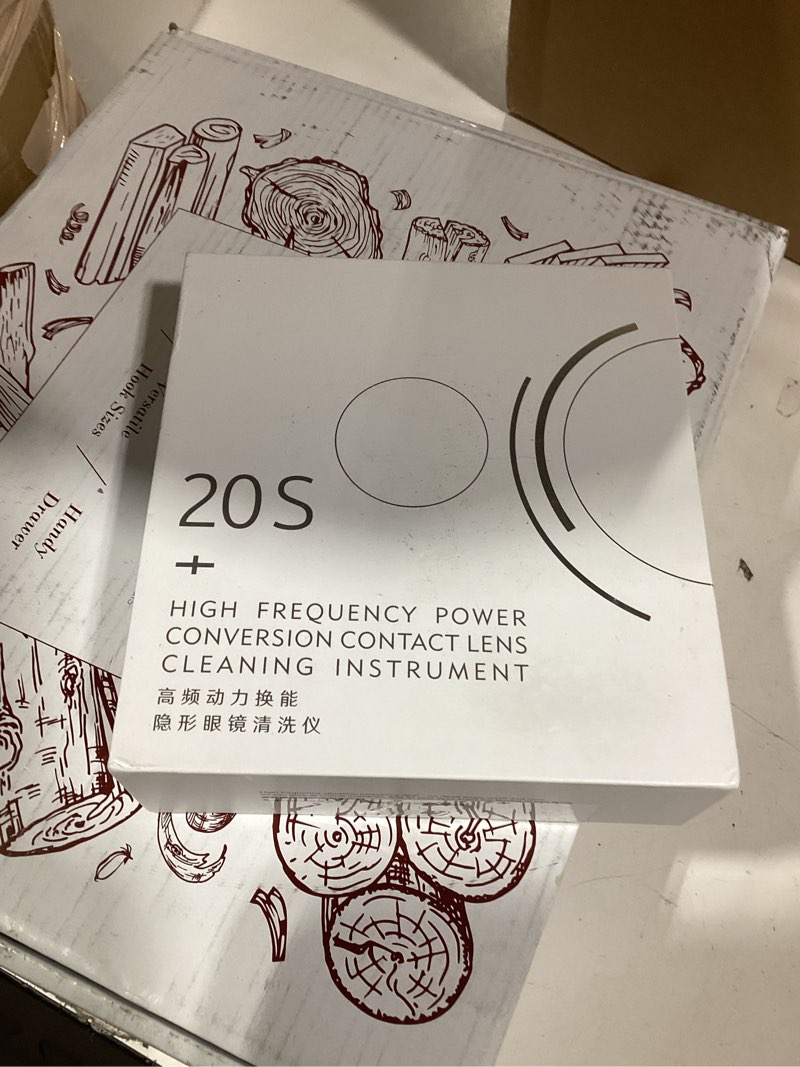 Versatile
Hook Sizes
Handy
Drawer
20S
+
HIGH FREQUENCY POWER
CONVERSION CONTACT LENS
CLEANING INSTRUMENT
高频动力换能
隐形眼镜清洗仪